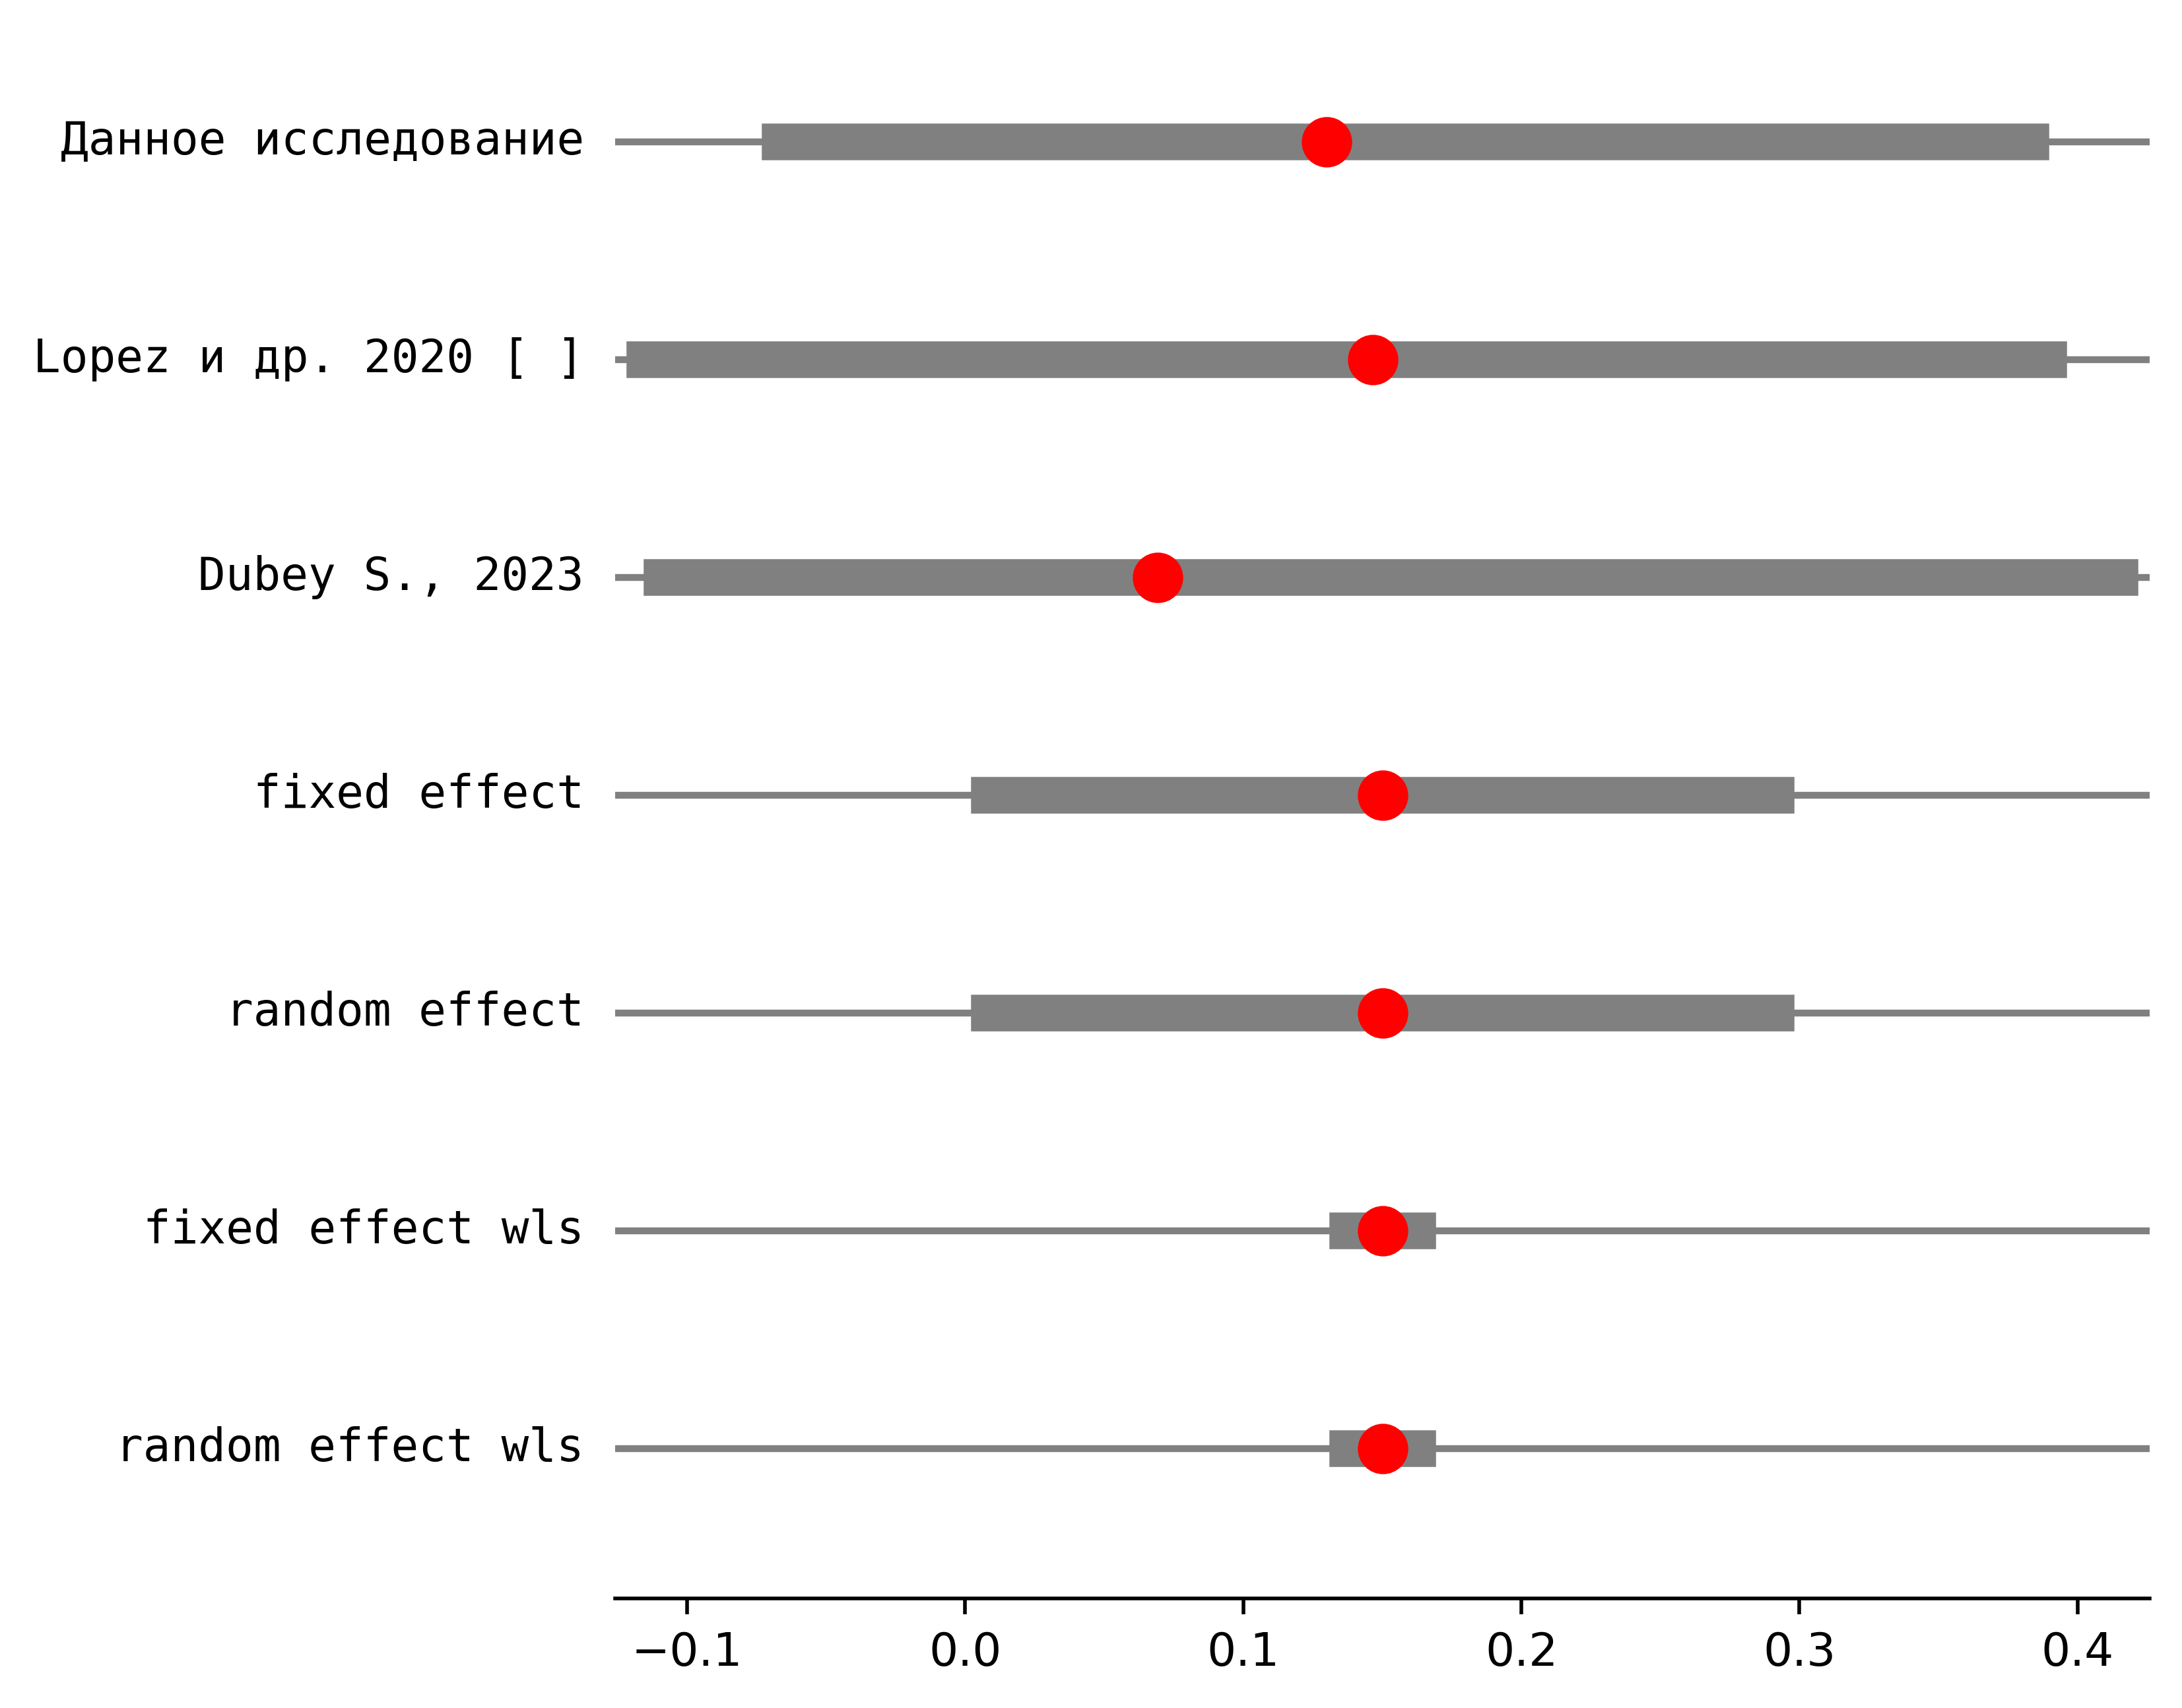 Данное исследование
Lopez и др. 2020 [ ]
Dubey S., 2023
fixed effect
random effect
fixed effect wls
random effect wls
−0.1 0.0 0.1 0.2 0.3 0.4